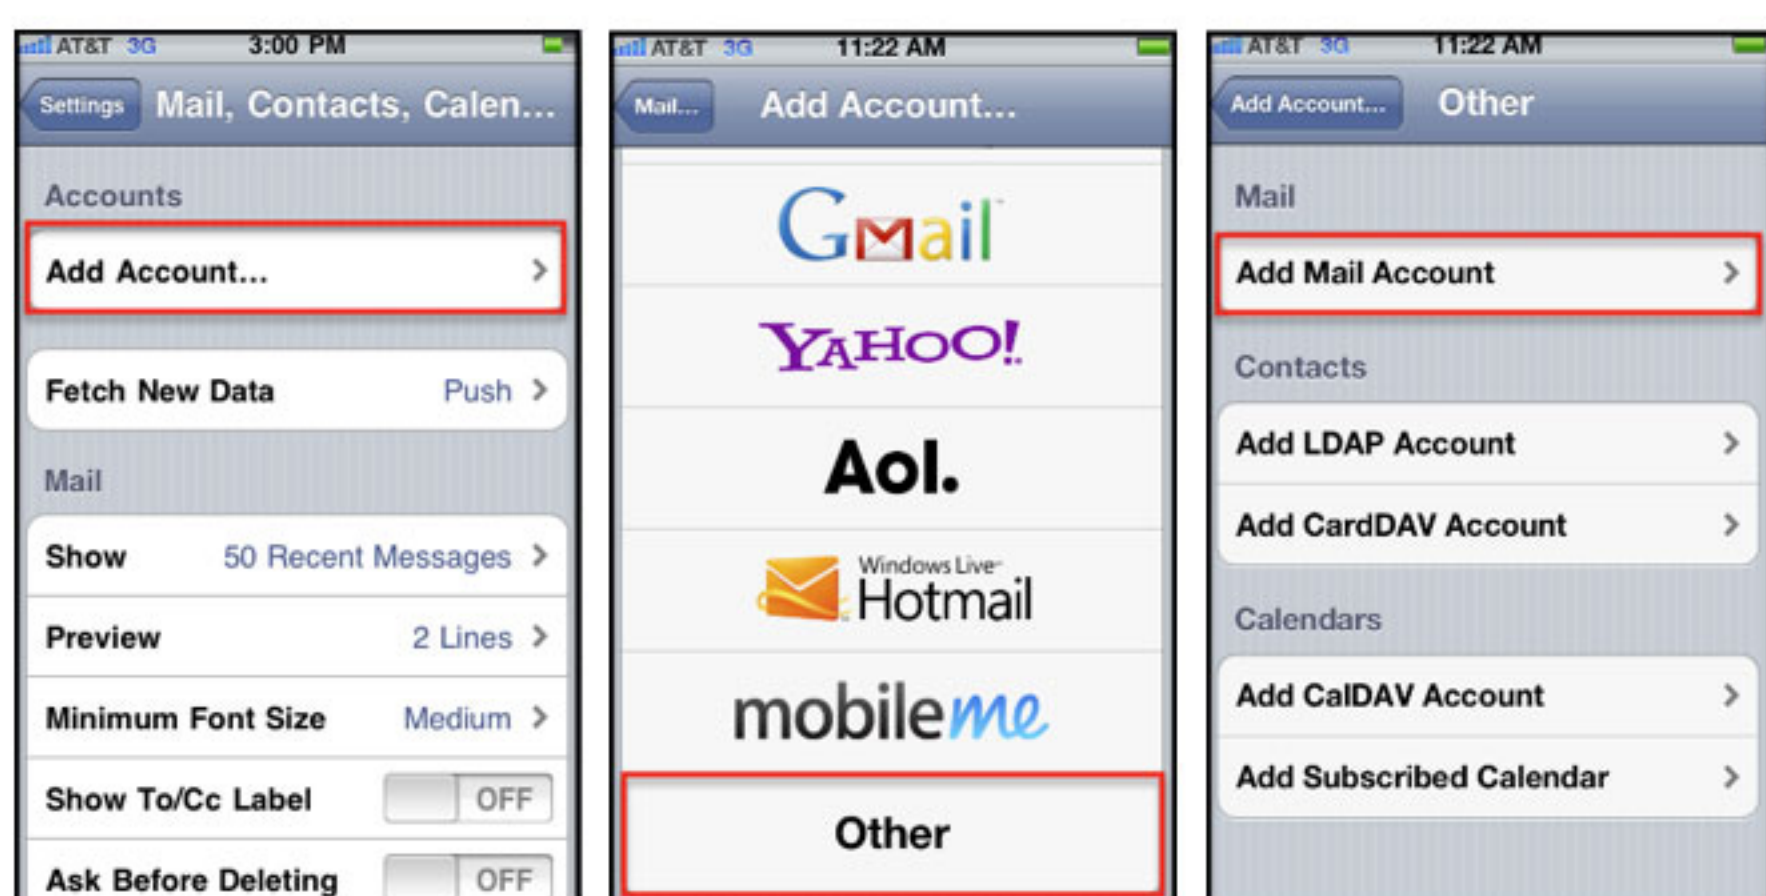 AT&T 3G 3:00 PM
Settings Mail, Contacts, Calen...
Accounts
Add Account...
Fetch New Data Push
Mail
Show 50 Recent Messages
Preview 2 Lines
Minimum Font Size Medium
Show To/Cc Label OFF
Ask Before Deleting OFF
AT&T 3G 11:22 AM
Mail... Add Account...
Gmail
YAHOO!
Aol.
Windows Live
Hotmail
mobileme
Other
AT&T 3G 11:22 AM
Add Account... Other
Mail
Add Mail Account
Contacts
Add LDAP Account
Add CardDAV Account
Calendars
Add CalDAV Account
Add Subscribed Calendar